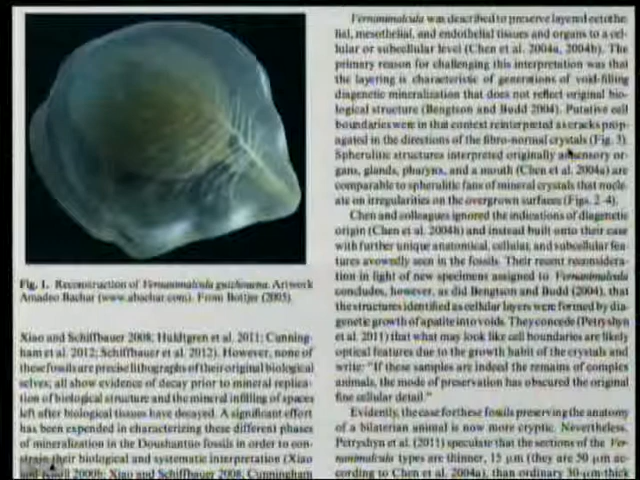 Fig. 1. Reconstruction of Vernanimalcula guizhouena. Artwork
Amadeo Bachar (www.abachar.com). From Bottjer (2005).
Xiao and Schiffbauer 2008; Huldtgren et al. 2011; Cunning-
ham et al. 2012; Schiffbauer et al. 2012). However, none of
these fossils are precise lithographs of their original biological
selves; all show evidence of decay prior to mineral replica-
tion of biological structure and the mineral infilling of spaces
left after biological tissues have decayed. A significant effort
has been expended in characterizing these different phases
of mineralization in the Doushantuo fossils in order to con-
strain their biological and systematic interpretation (Xiao
and Knoll 2000b; Xiao and Schiffbauer 2008; Cunningham
Vernanimalcula was described to preserve layered ectothe-
lial, mesothelial, and endothelial tissues and organs to a cel-
lular or subcellular level (Chen et al. 2004a, 2004b). The
primary reason for challenging this interpretation was that
the layering is characteristic of generations of void-filling
diagenetic mineralization that does not reflect original bio-
logical structure (Bengtson and Budd 2004). Putative cell
boundaries were in that context reinterpreted as cracks prop-
agated in the directions of the fibro-normal crystals (Fig. 3).
Spherulitic structures interpreted originally as sensory or-
gans, glands, pharynx, and a mouth (Chen et al. 2004a) are
comparable to spherulitic fans of mineral crystals that nucle-
ate on irregularities on the overgrown surfaces (Figs. 2–4).
Chen and colleagues ignored the indications of diagenetic
origin (Chen et al. 2004b) and instead built onto their case
with further unique anatomical, cellular, and subcellular fea-
tures avowedly seen in the fossils. Their recent reconsidera-
tion in light of new specimens assigned to Vernanimalcula
concludes, however, as did Bengtson and Budd (2004), that
the structures identified as cellular layers were formed by dia-
genetic growth of apatite into voids. They concede (Petryshyn
et al. 2011) that what may look like cell boundaries are likely
optical features due to the growth habit of the crystals and
write: "If these samples are indeed the remains of complex
animals, the mode of preservation has obscured the original
fine cellular detail."
Evidently, the case for these fossils preserving the anatomy
of a bilaterian animal is now more cryptic. Nevertheless,
Petryshyn et al. (2011) speculate that the sections of the Ver-
nanimalcula types are thinner, 15 μm (they are 50 μm ac-
cording to Chen et al. 2004a), than ordinary 30-μm-thick